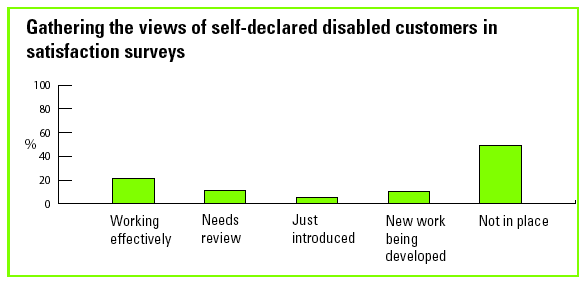 Gathering the views of self-declared disabled customers in
satisfaction surveys
100
80
60
%
40
20
0
Working
effectively
Needs
review
Just
introduced
New work
being
developed
Not in place